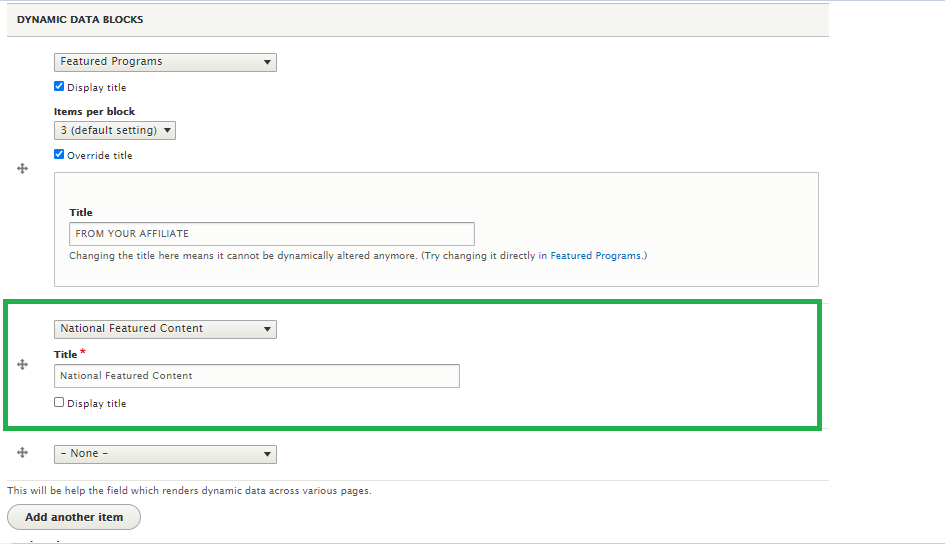 DYNAMIC DATA BLOCKS
Featured Programs
Display title
Items per block
3 (default setting)
Override title
Title
FROM YOUR AFFILIATE
Changing the title here means it cannot be dynamically altered anymore. (Try changing it directly in Featured Programs.)
National Featured Content
Title *
National Featured Content
Display title
- None -
This will be help the field which renders dynamic data across various pages.
Add another item